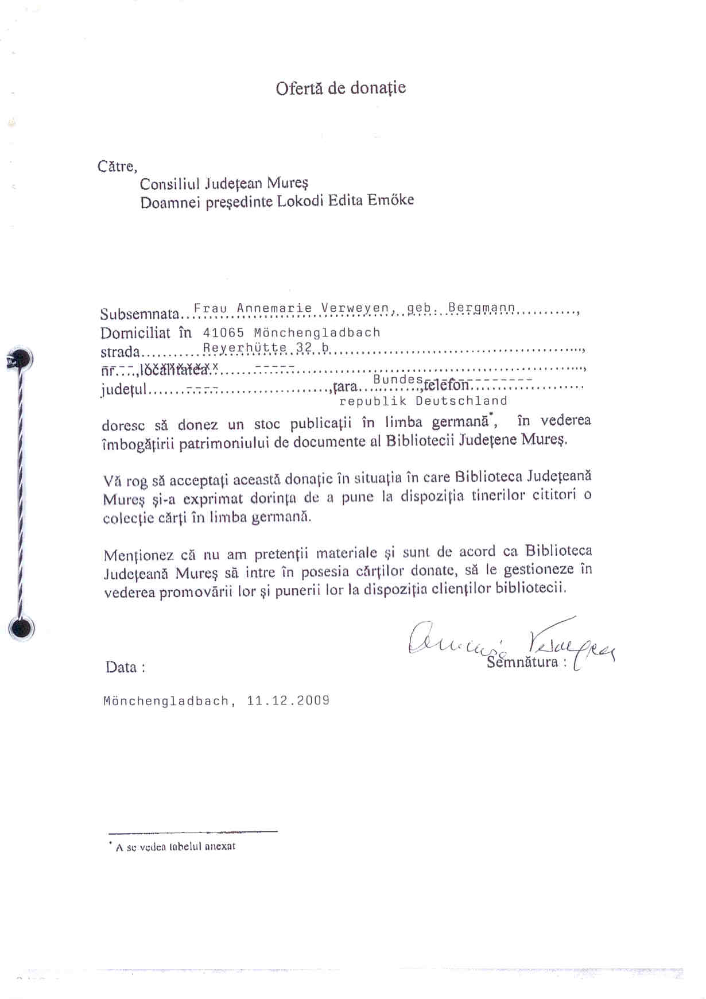 Ofertă de donaţie
Către,
Consiliul Judeţean Mureş
Doamnei preşedinte Lokodi Edita Emőke
Subsemnata..Frau Annemarie Verweyen, geb. Bergmann...........,
Domiciliat în 41065 Mönchengladbach
strada...........Reyerhütte 32 b..............................,
nr.---,localitatea.........-----..............................,
judeţul.......-----....................,ţara..Bundes,telefon---------..........
republik Deutschland
doresc să donez un stoc publicaţii în limba germană*, în vederea
îmbogăţirii patrimoniului de documente al Bibliotecii Judeţene Mureş.
Vă rog să acceptaţi această donaţie în situaţia în care Biblioteca Judeţeană
Mureş şi-a exprimat dorinţa de a pune la dispoziţia tinerilor cititori o
colecţie cărţi în limba germană.
Menţionez că nu am pretenţii materiale şi sunt de acord ca Biblioteca
Judeţeană Mureş să intre în posesia cărţilor donate, să le gestioneze în
vederea promovării lor şi punerii lor la dispoziţia clienţilor bibliotecii.
Annemarie Verweyen
Data :
Semnătura :
Mönchengladbach, 11.12.2009
* A se vedea tabelul anexat